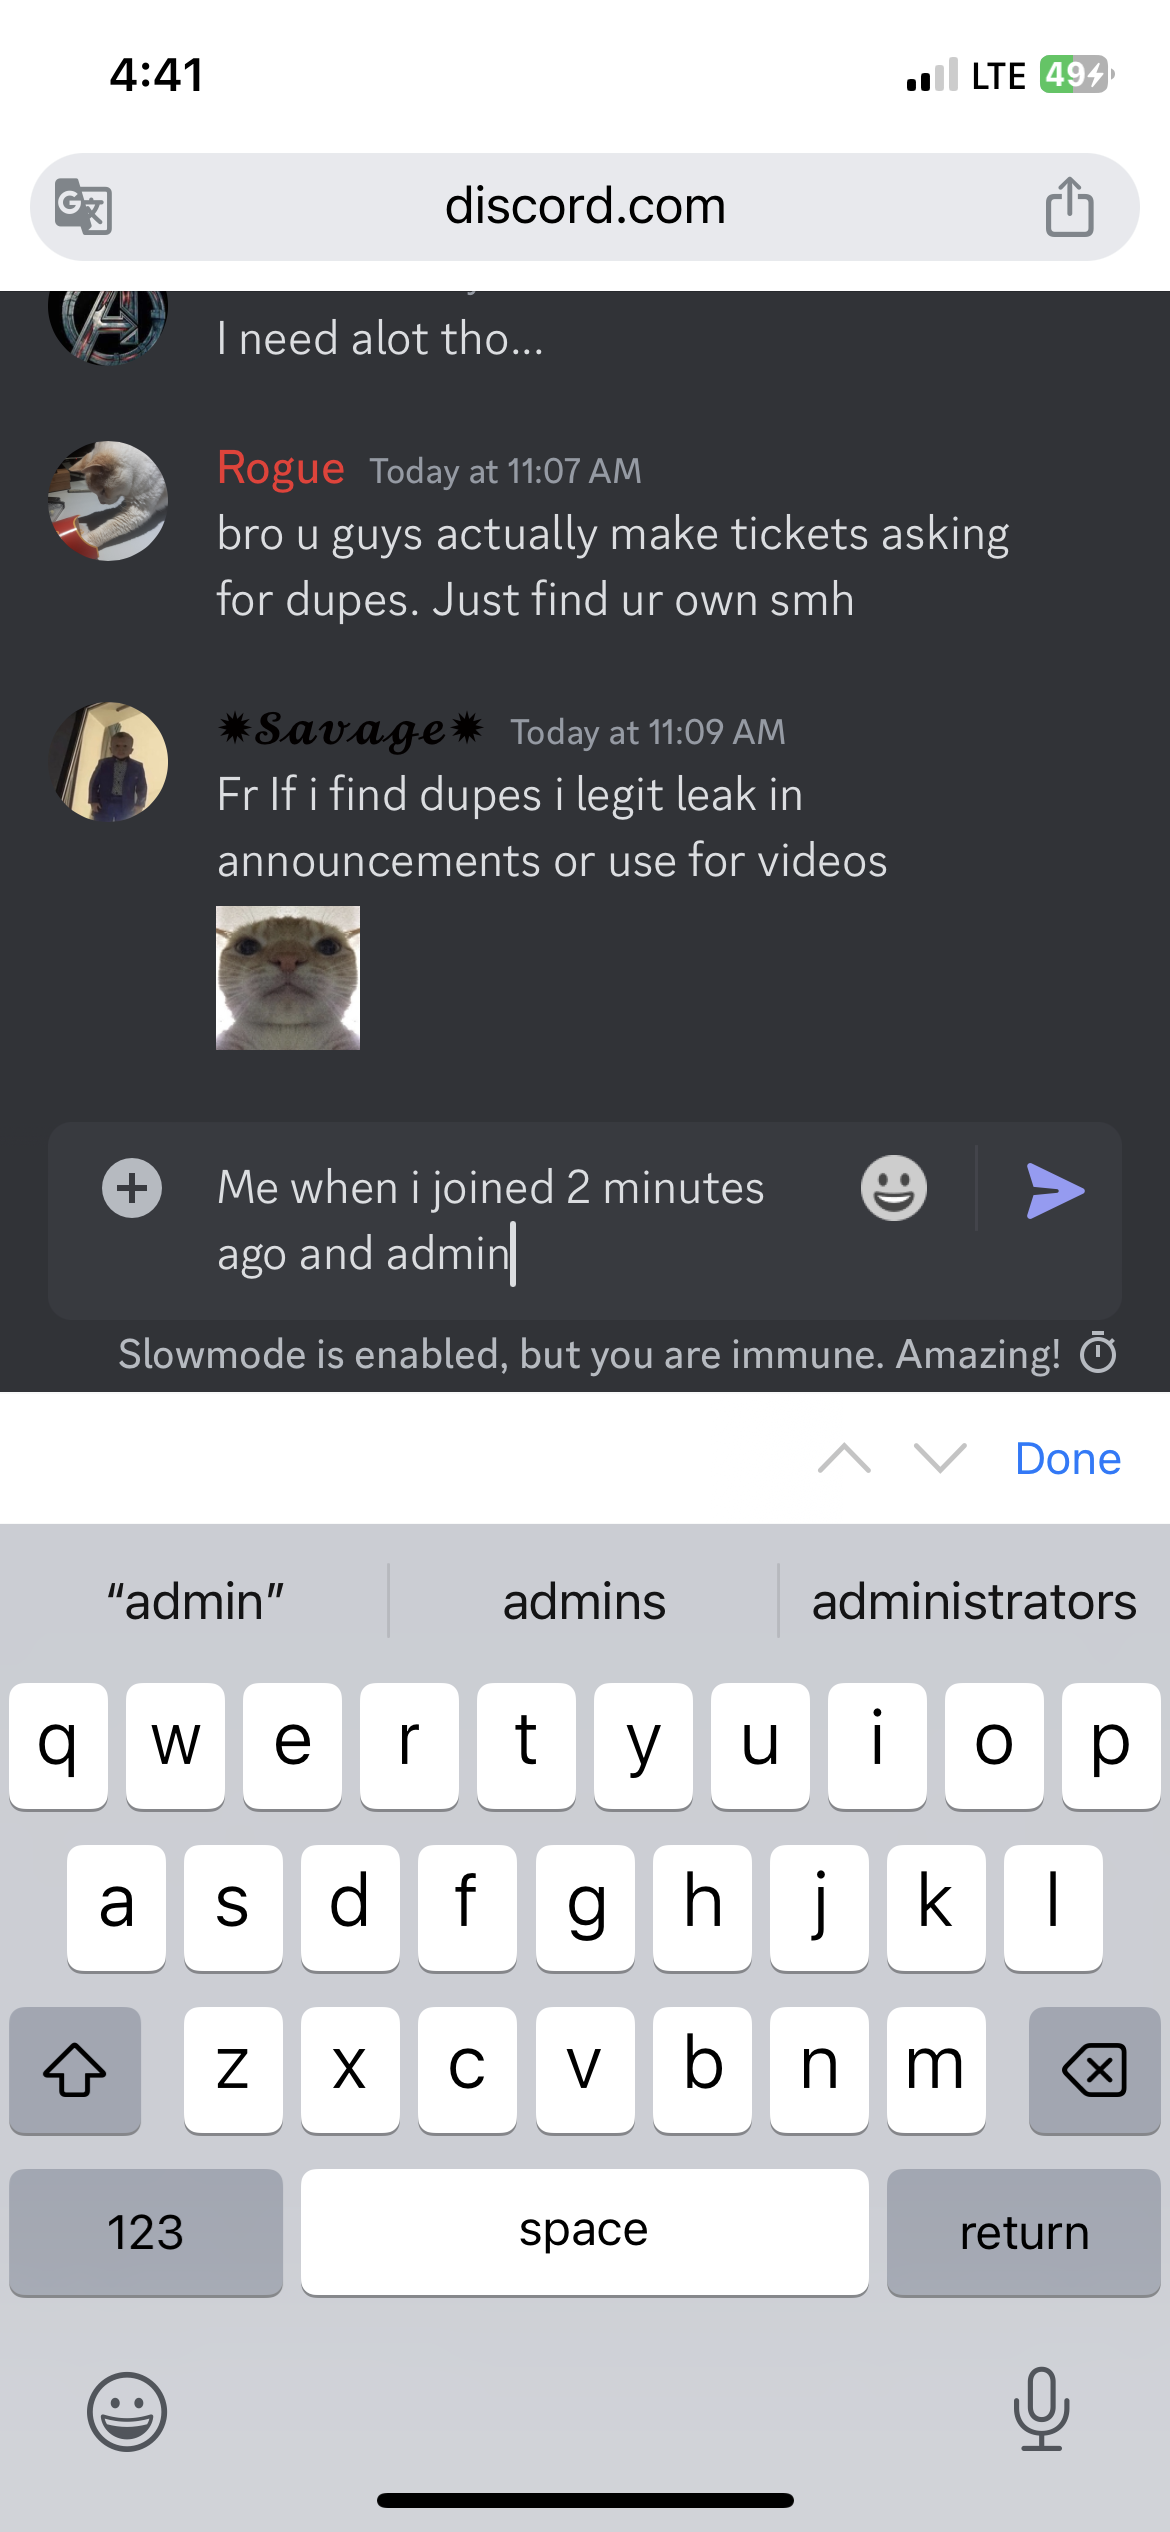 4:41
LTE 49
discord.com
I need alot tho...
Rogue Today at 11:07 AM
bro u guys actually make tickets asking
for dupes. Just find ur own smh
✷𝓢𝓪𝓿𝓪𝓰𝓮✷ Today at 11:09 AM
Fr If i find dupes i legit leak in
announcements or use for videos
Me when i joined 2 minutes
ago and admin
Slowmode is enabled, but you are immune. Amazing!
Done
“admin” admins administrators
q w e r t y u i o p
a s d f g h j k l
z x c v b n m
123 space return